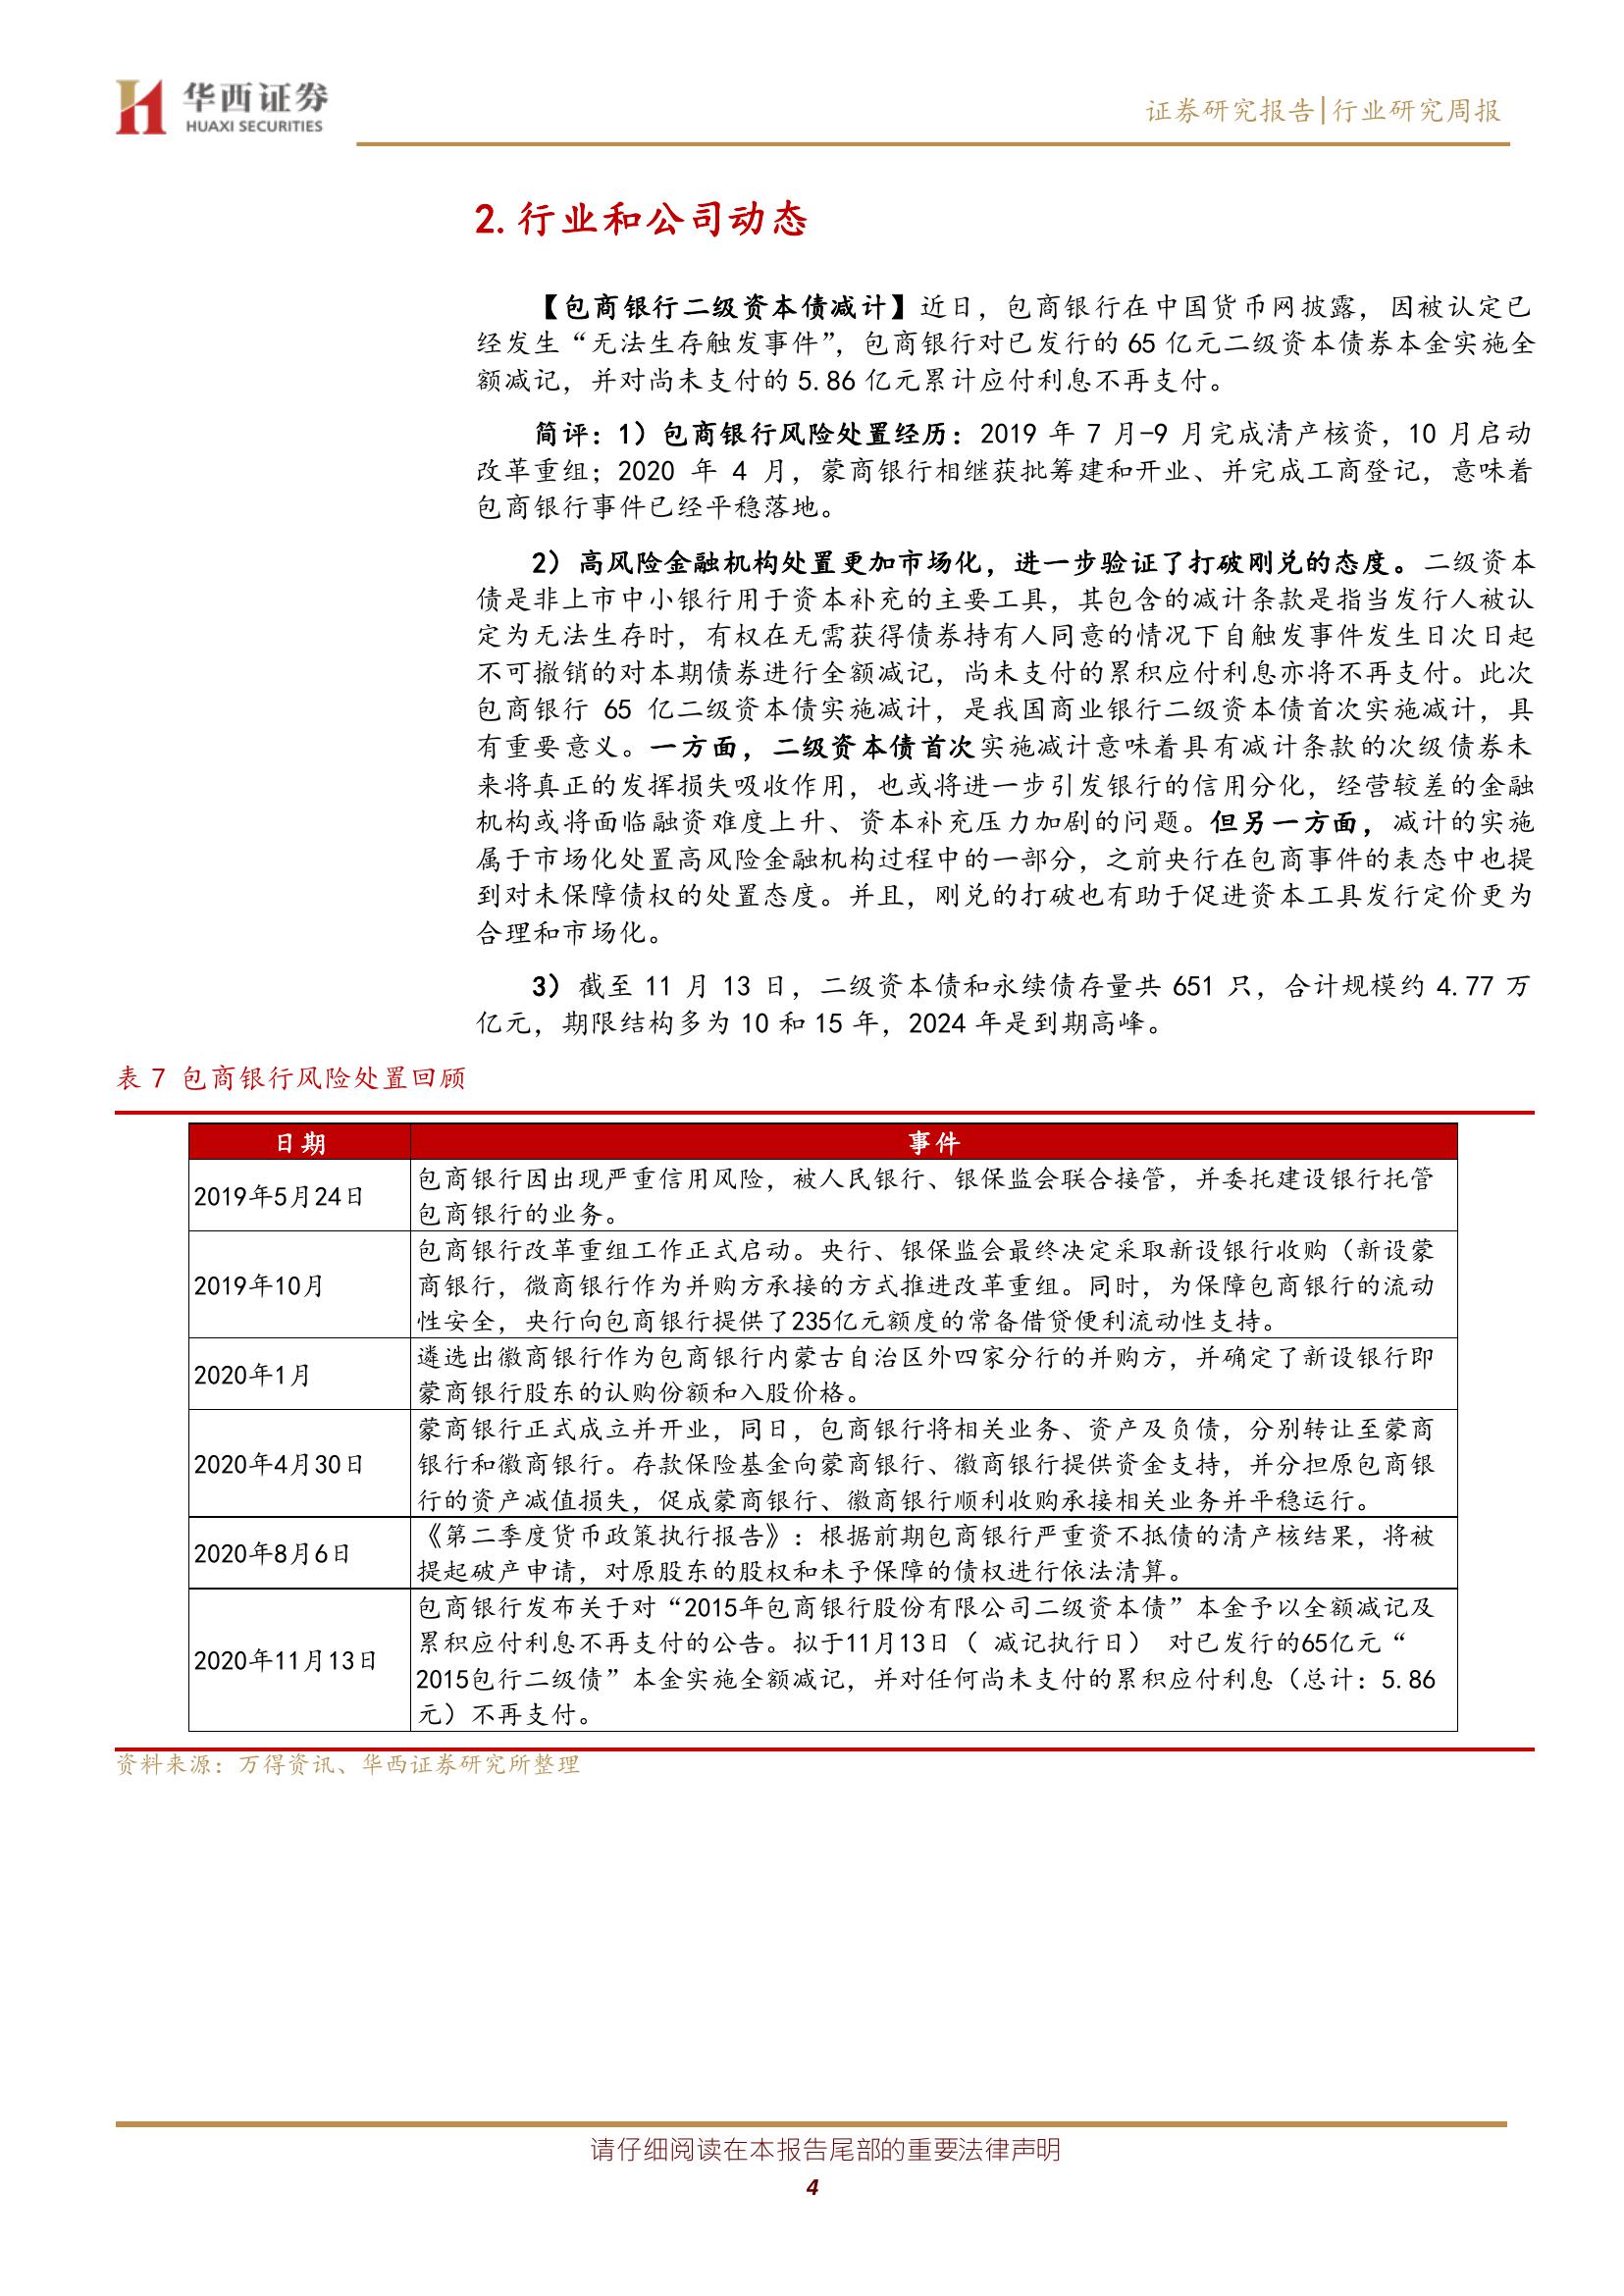 华西证券
HUAXI SECURITIES
证券研究报告|行业研究周报
2.行业和公司动态
【包商银行二级资本债减计】近日，包商银行在中国货币网披露，因被认定已
经发生“无法生存触发事件”，包商银行对已发行的 65 亿元二级资本债券本金实施全
额减记，并对尚未支付的 5.86 亿元累计应付利息不再支付。
简评：1）包商银行风险处置经历：2019 年 7 月-9 月完成清产核资，10 月启动
改革重组；2020 年 4 月，蒙商银行相继获批筹建和开业、并完成工商登记，意味着
包商银行事件已经平稳落地。
2）高风险金融机构处置更加市场化，进一步验证了打破刚兑的态度。二级资本
债是非上市中小银行用于资本补充的主要工具，其包含的减计条款是指当发行人被认
定为无法生存时，有权在无需获得债券持有人同意的情况下自触发事件发生日次日起
不可撤销的对本期债券进行全额减记，尚未支付的累积应付利息亦将不再支付。此次
包商银行 65 亿二级资本债实施减计，是我国商业银行二级资本债首次实施减计，具
有重要意义。一方面，二级资本债首次实施减计意味着具有减计条款的次级债券未
来将真正的发挥损失吸收作用，也或将进一步引发银行的信用分化，经营较差的金融
机构或将面临融资难度上升、资本补充压力加剧的问题。但另一方面，减计的实施
属于市场化处置高风险金融机构过程中的一部分，之前央行在包商事件的表态中也提
到对未保障债权的处置态度。并且，刚兑的打破也有助于促进资本工具发行定价更为
合理和市场化。
3）截至 11 月 13 日，二级资本债和永续债存量共 651 只，合计规模约 4.77 万
亿元，期限结构多为 10 和 15 年，2024 年是到期高峰。
表 7 包商银行风险处置回顾
日期 事件
2019年5月24日
包商银行因出现严重信用风险，被人民银行、银保监会联合接管，并委托建设银行托管
包商银行的业务。
2019年10月
包商银行改革重组工作正式启动。央行、银保监会最终决定采取新设银行收购（新设蒙
商银行，徽商银行作为并购方承接的方式推进改革重组。同时，为保障包商银行的流动
性安全，央行向包商银行提供了235亿元额度的常备借贷便利流动性支持。
2020年1月
遴选出徽商银行作为包商银行内蒙古自治区外四家分行的并购方，并确定了新设银行即
蒙商银行股东的认购份额和入股价格。
2020年4月30日
蒙商银行正式成立并开业，同日，包商银行将相关业务、资产及负债，分别转让至蒙商
银行和徽商银行。存款保险基金向蒙商银行、徽商银行提供资金支持，并分担原包商银
行的资产减值损失，促成蒙商银行、徽商银行顺利收购承接相关业务并平稳运行。
2020年8月6日
《第二季度货币政策执行报告》：根据前期包商银行严重资不抵债的清产核结果，将被
提起破产申请，对原股东的股权和未予保障的债权进行依法清算。
2020年11月13日
包商银行发布关于对“2015年包商银行股份有限公司二级资本债”本金予以全额减记及
累积应付利息不再支付的公告。拟于11月13日（ 减记执行日） 对已发行的65亿元“
2015包行二级债”本金实施全额减记，并对任何尚未支付的累积应付利息（总计：5.86
元）不再支付。
资料来源：万得资讯、华西证券研究所整理
请仔细阅读在本报告尾部的重要法律声明
4